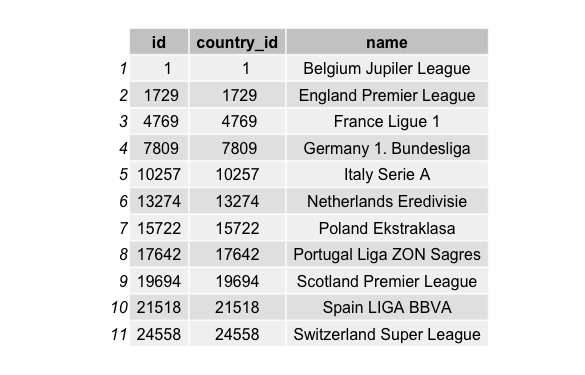 id country_id name
1 1 1 Belgium Jupiler League
2 1729 1729 England Premier League
3 4769 4769 France Ligue 1
4 7809 7809 Germany 1. Bundesliga
5 10257 10257 Italy Serie A
6 13274 13274 Netherlands Eredivisie
7 15722 15722 Poland Ekstraklasa
8 17642 17642 Portugal Liga ZON Sagres
9 19694 19694 Scotland Premier League
10 21518 21518 Spain LIGA BBVA
11 24558 24558 Switzerland Super League